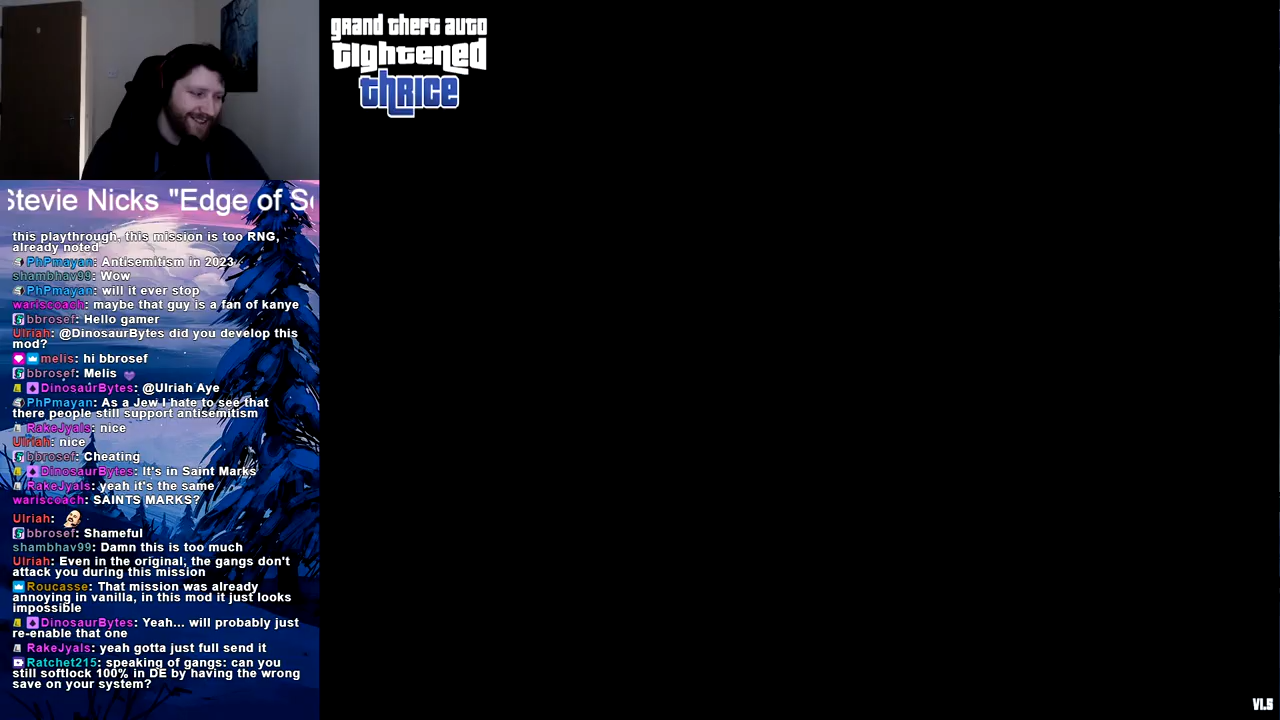 grand theft auto
tightened
thrice
Stevie Nicks "Edge of Se
this playthrough, this mission is too RNG,
already noted
PhPmayan: Antisemitism in 2023
shambhav99: Wow
PhPmayan: will it ever stop
wariscoach: maybe that guy is a fan of kanye
bbrosef: Hello gamer
Ulriah: @DinosaurBytes did you develop this
mod?
melis: hi bbrosef
bbrosef: Melis
DinosaurBytes: @Ulriah Aye
PhPmayan: As a Jew I hate to see that
there people still support antisemitism
RakeJyals: nice
Ulriah: nice
bbrosef: Cheating
DinosaurBytes: It's in Saint Marks
RakeJyals: yeah it's the same
wariscoach: SAINTS MARKS?
Ulriah:
bbrosef: Shameful
shambhav99: Damn this is too much
Ulriah: Even in the original, the gangs don't
attack you during this mission
Roucasse: That mission was already
annoying in vanilla, in this mod it just looks
impossible
DinosaurBytes: Yeah... will probably just
re-enable that one
RakeJyals: yeah gotta just full send it
Ratchet215: speaking of gangs: can you
still softlock 100% in DE by having the wrong
save on your system?
V1.5